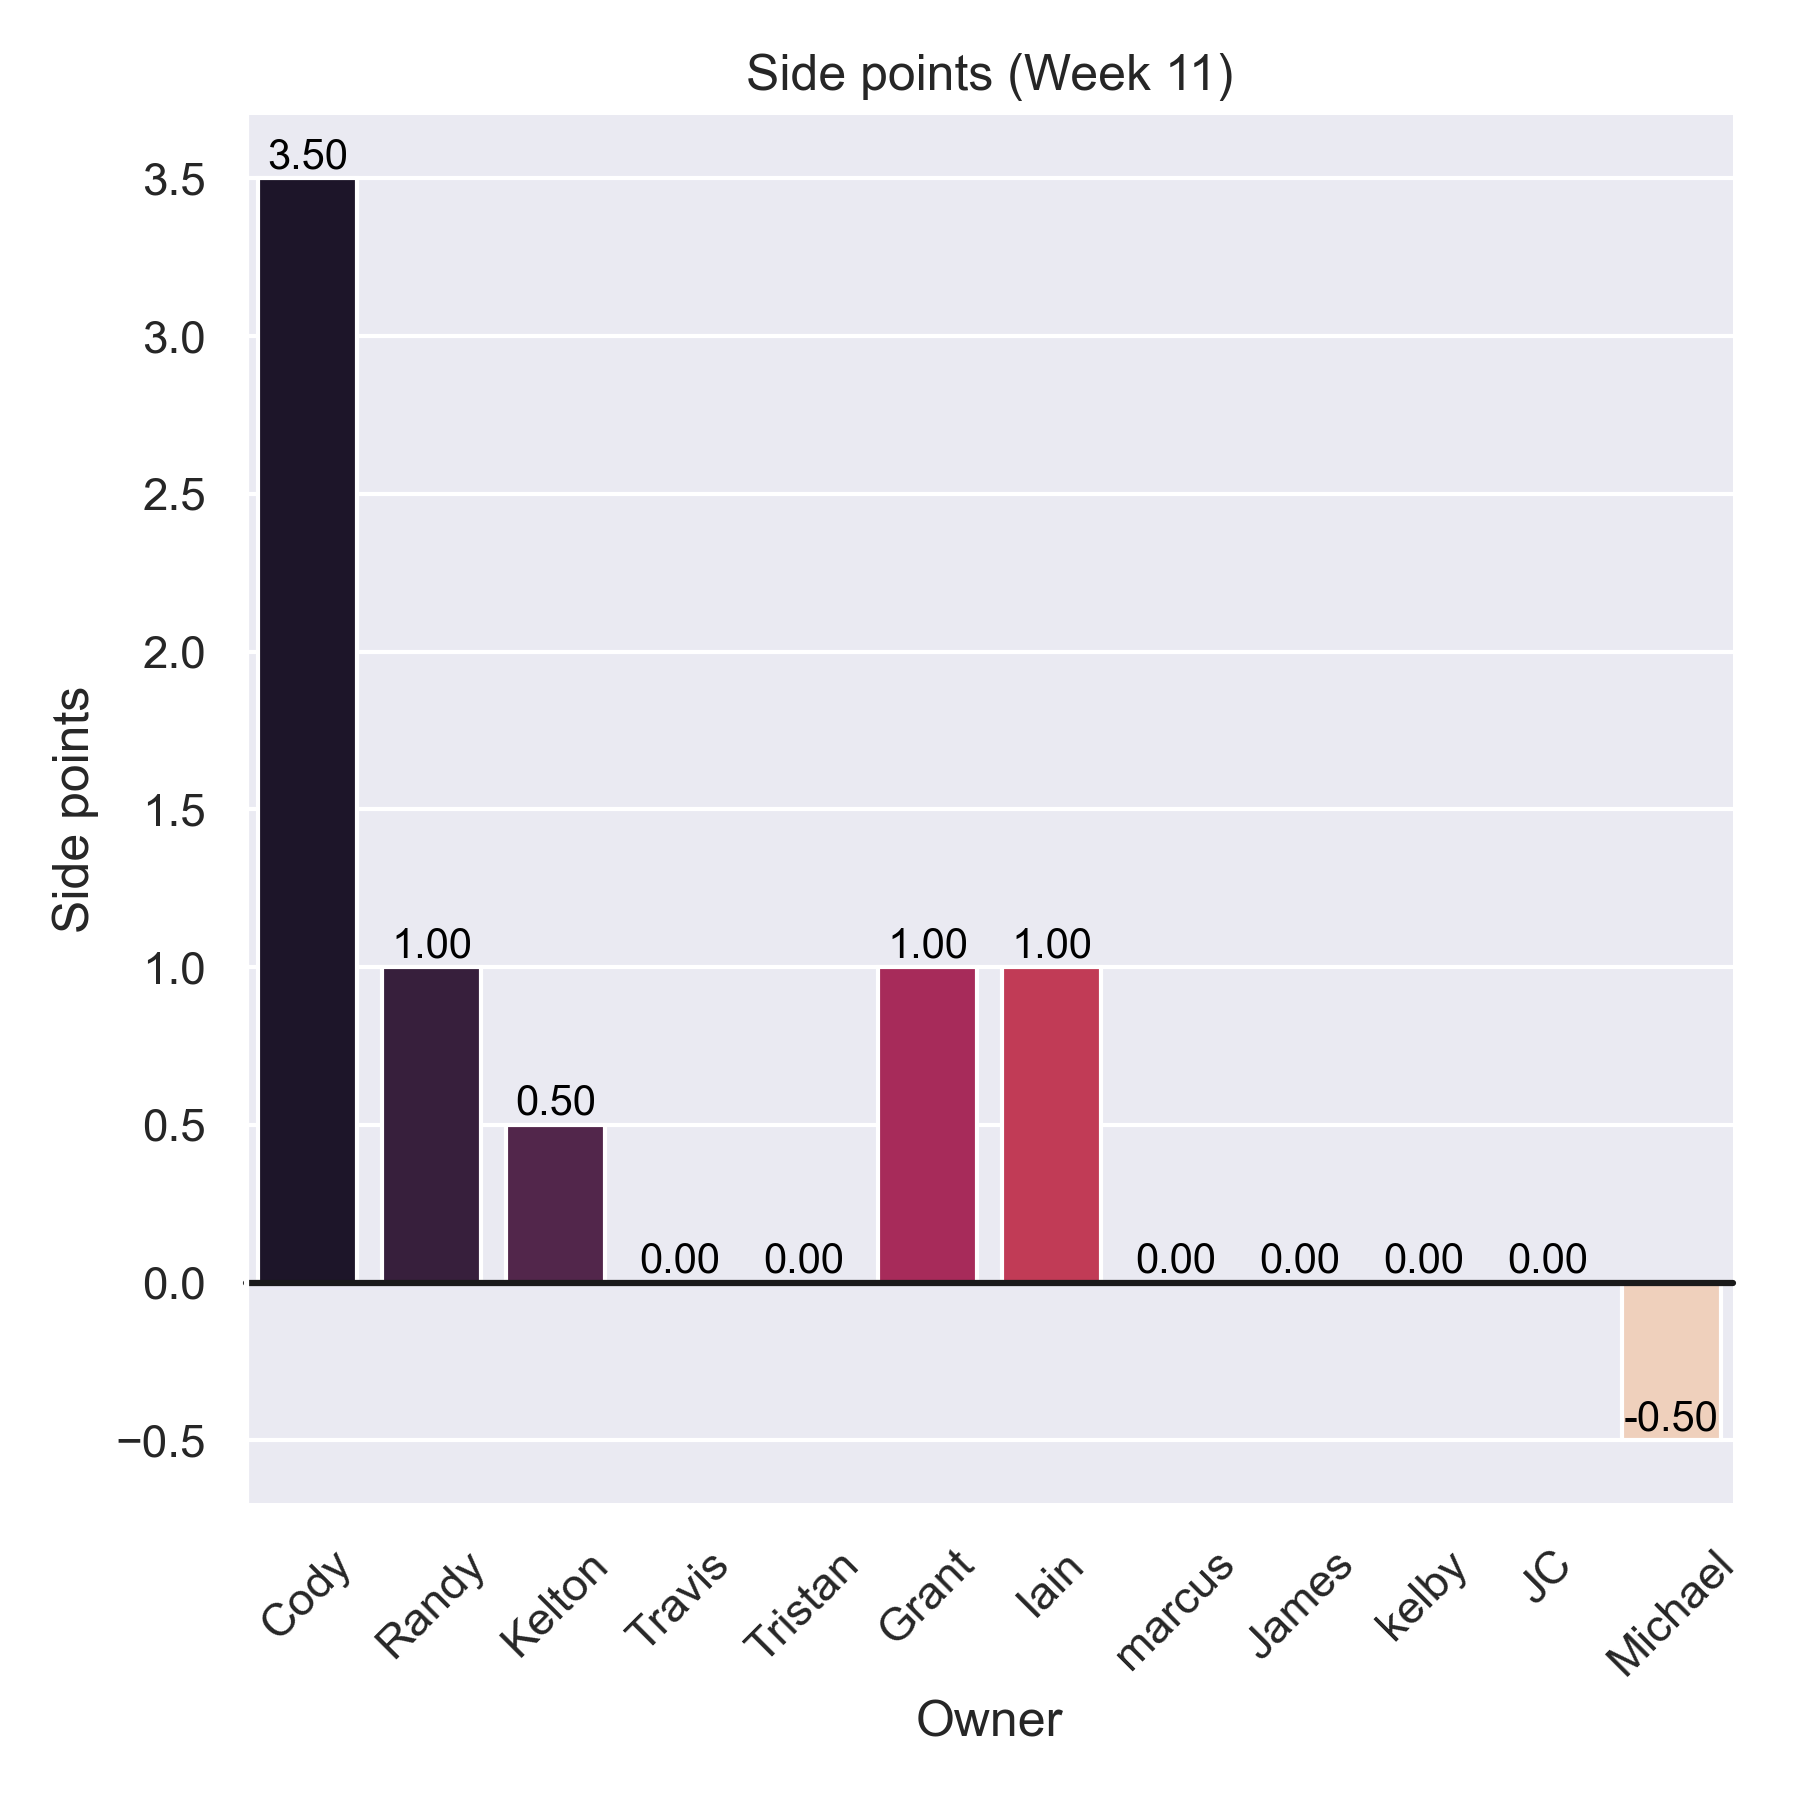 Side points (Week 11)
3.50
3.5
3.0
2.5
2.0
1.5
1.00 1.00 1.00
1.0
0.50
0.5
0.00 0.00 0.00 0.00 0.00 0.00
0.0
-0.50
−0.5
Side points
Cody Randy Kelton Travis Tristan Grant Iain marcus James kelby JC Michael
Owner